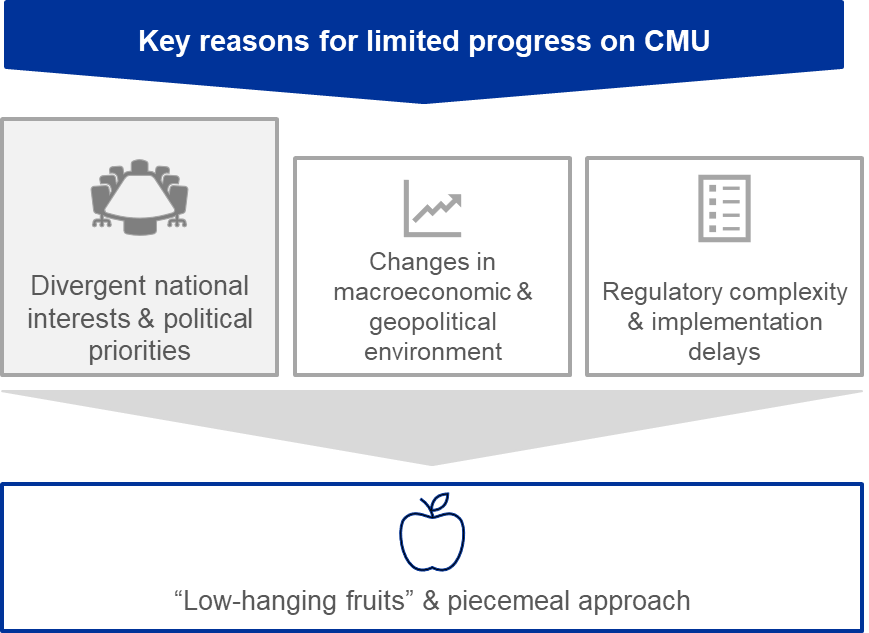 Key reasons for limited progress on CMU
Divergent national
interests & political
priorities
Changes in
macroeconomic &
geopolitical
environment
Regulatory complexity
& implementation
delays
“Low-hanging fruits” & piecemeal approach